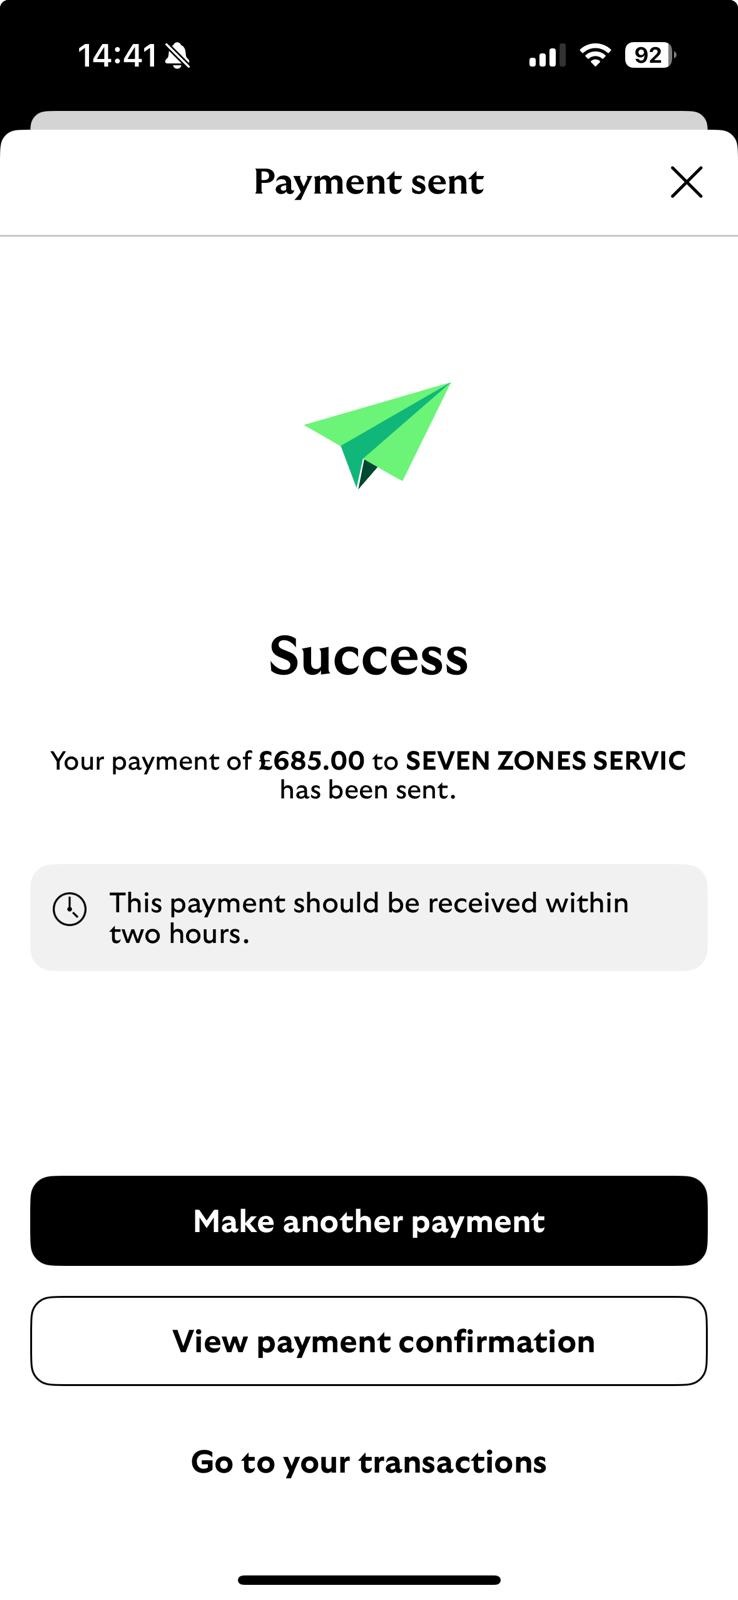 14:41
92
Payment sent
Success
Your payment of £685.00 to SEVEN ZONES SERVIC
has been sent.
This payment should be received within
two hours.
Make another payment
View payment confirmation
Go to your transactions